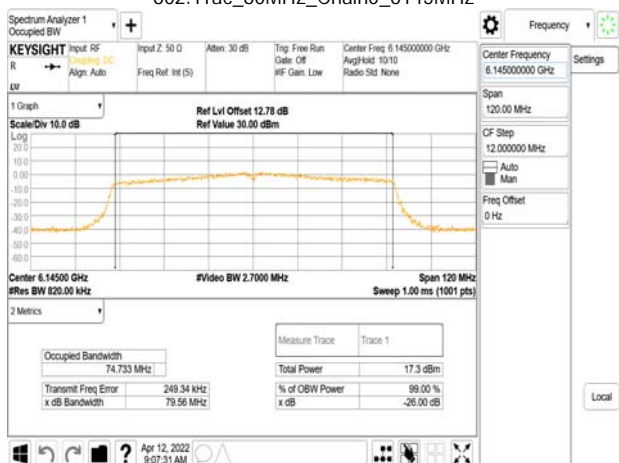 802.11ax_80MHz_Chain0_6145MHz
Spectrum Analyzer 1
Occupied BW
+
Frequency
KEYSIGHT
R
Input: RF
Coupling: DC
Align: Auto
Input Z: 50 Ω
Freq Ref: Int (S)
Atten: 30 dB
Trig: Free Run
Gate: Off
#IF Gain: Low
Center Freq: 6.145000000 GHz
Avg|Hold: 10/10
Radio Std: None
1 Graph
Scale/Div 10.0 dB
Ref Lvl Offset 12.78 dB
Ref Value 30.00 dBm
Log
20.0
10.0
0.00
-10.0
-20.0
-30.0
-40.0
-50.0
-60.0
Center 6.14500 GHz
#Res BW 820.00 kHz
#Video BW 2.7000 MHz
Span 120 MHz
Sweep 1.00 ms (1001 pts)
2 Metrics
Measure Trace
Trace 1
Occupied Bandwidth
74.733 MHz
Total Power
17.3 dBm
Transmit Freq Error
249.34 kHz
% of OBW Power
99.00 %
x dB Bandwidth
79.56 MHz
x dB
-26.00 dB
Center Frequency
6.145000000 GHz
Settings
Span
120.00 MHz
CF Step
12.000000 MHz
Auto
Man
Freq Offset
0 Hz
Local
?
Apr 12, 2022
9:07:31 AM